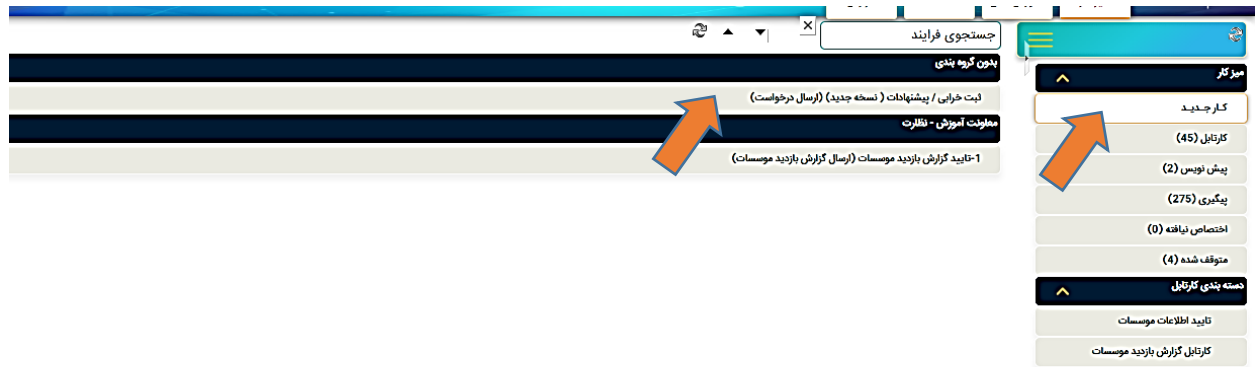 جستجوی فرایند
بدون گروه بندی
ثبت خرابی / پیشنهادات ( نسخه جدید) (ارسال درخواست)
معاونت آموزش - نظارت
1-تایید گزارش بازدید موسسات (ارسال گزارش بازدید موسسات)
میز کار
کار جدید
کارتابل (45)
پیش نویس (2)
پیگیری (275)
اختصاص نیافته (0)
متوقف شده (4)
دسته بندی کارتابل
تایید اطلاعات موسسات
کارتابل گزارش بازدید موسسات